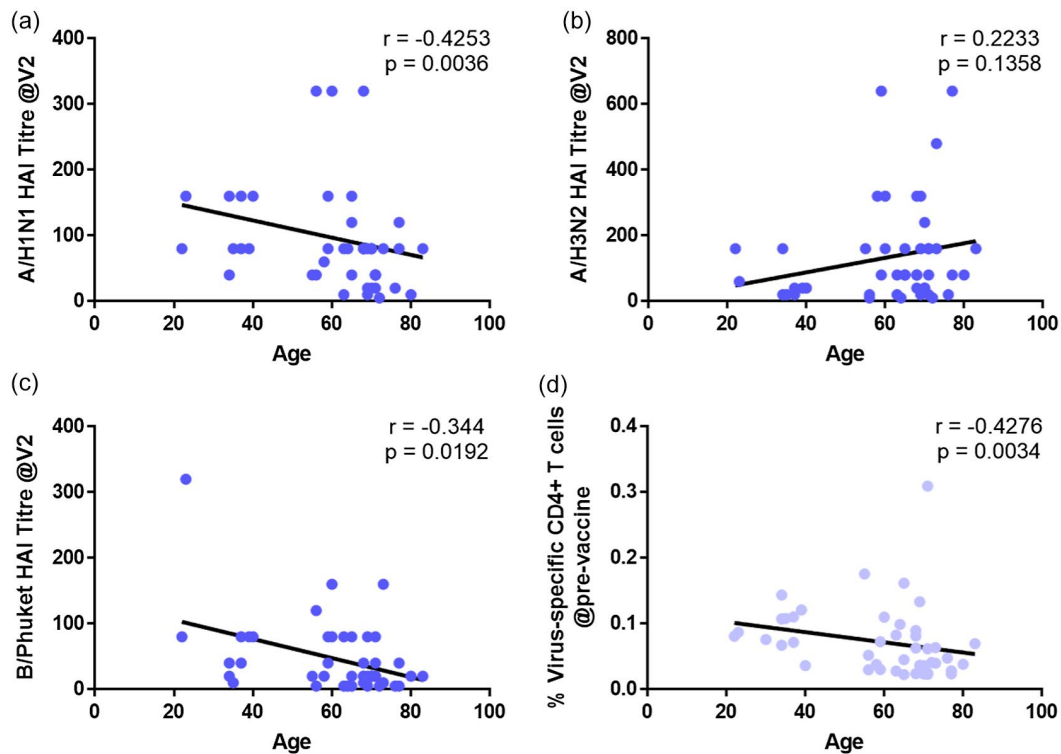 (a)
A/H1N1 HAI Titre @V2
400
300
200
100
0
r = -0.4253
p = 0.0036
0 20 40 60 80 100
Age
(b)
A/H3N2 HAI Titre @V2
800
600
400
200
0
r = 0.2233
p = 0.1358
0 20 40 60 80 100
Age
(c)
B/Phuket HAI Titre @V2
400
300
200
100
0
r = -0.344
p = 0.0192
0 20 40 60 80 100
Age
(d)
% Virus-specific CD4+ T cells
@pre-vaccine
0.4
0.3
0.2
0.1
0.0
r = -0.4276
p = 0.0034
0 20 40 60 80 100
Age